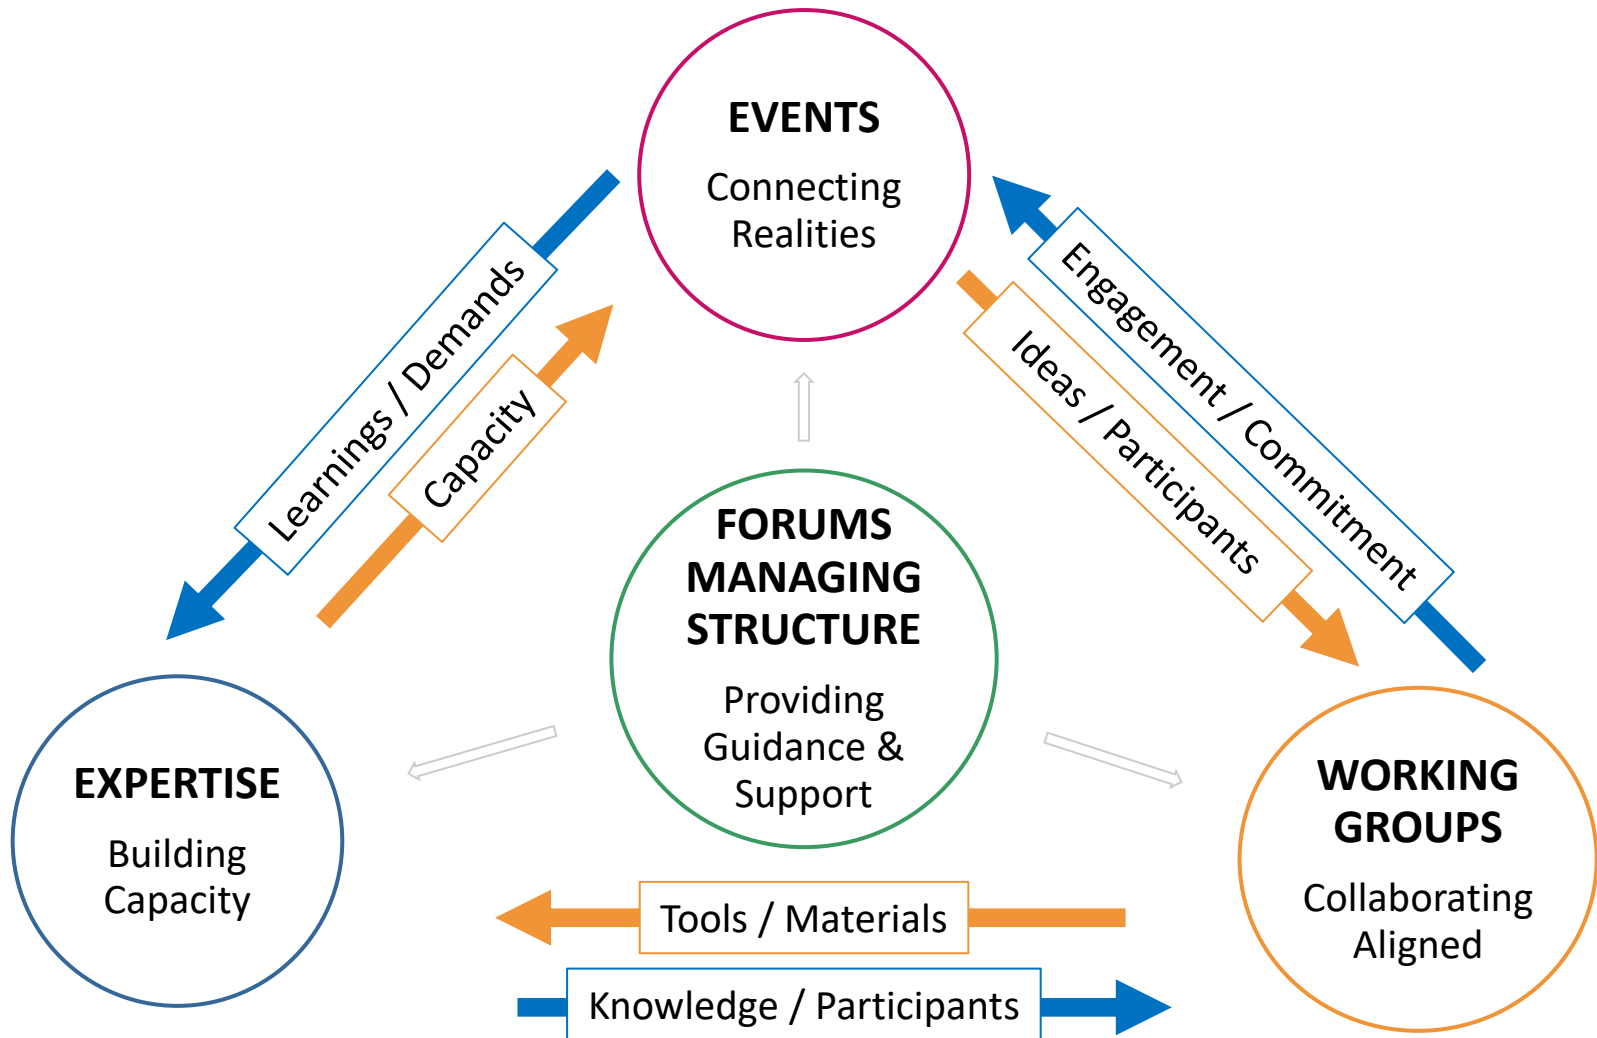 EVENTS
Connecting
Realities
Learnings / Demands
Capacity
Engagement / Commitment
Ideas / Participants
FORUMS
MANAGING
STRUCTURE
Providing
Guidance &
Support
EXPERTISE
Building
Capacity
WORKING
GROUPS
Collaborating
Aligned
Tools / Materials
Knowledge / Participants